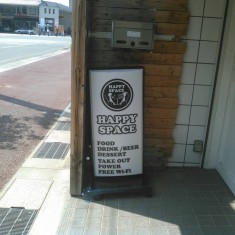 HAPPY
SPACE
HAPPY
SPACE
FOOD
DRINK/BEER
DESSERT
TAKE OUT
POWER
FREE Wi-Fi